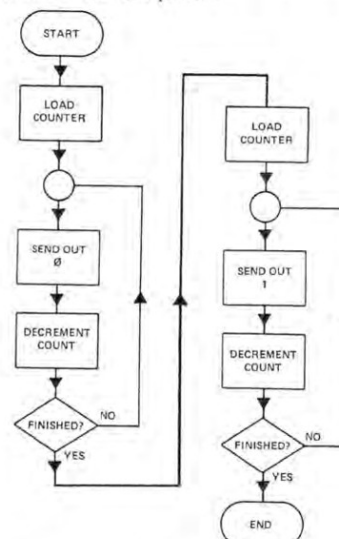 START
LOAD
COUNTER
SEND OUT
Ø
DECREMENT
COUNT
FINISHED?
NO
YES
LOAD
COUNTER
SEND OUT
1
DECREMENT
COUNT
FINISHED?
NO
YES
END